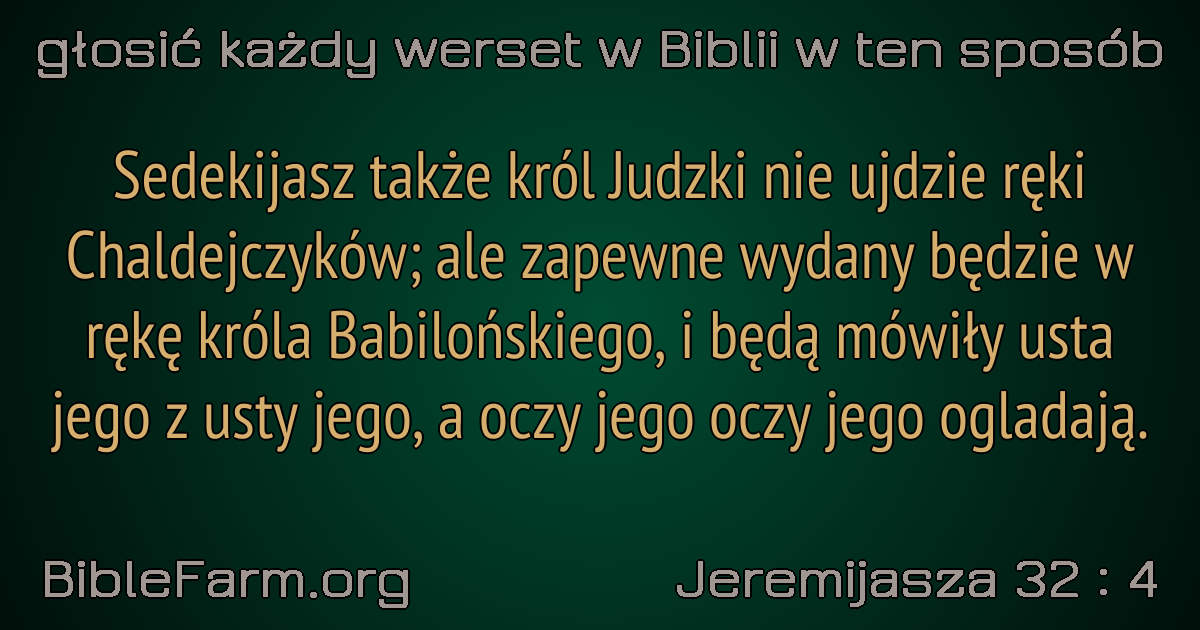 głosić każdy werset w Biblii w ten sposób
Sedekijasz także król Judzki nie ujdzie ręki
Chaldejczyków; ale zapewne wydany będzie w
rękę króla Babilońskiego, i będą mówiły usta
jego z usty jego, a oczy jego oczy jego ogladają.
BibleFarm.org
Jeremijasza 32 : 4